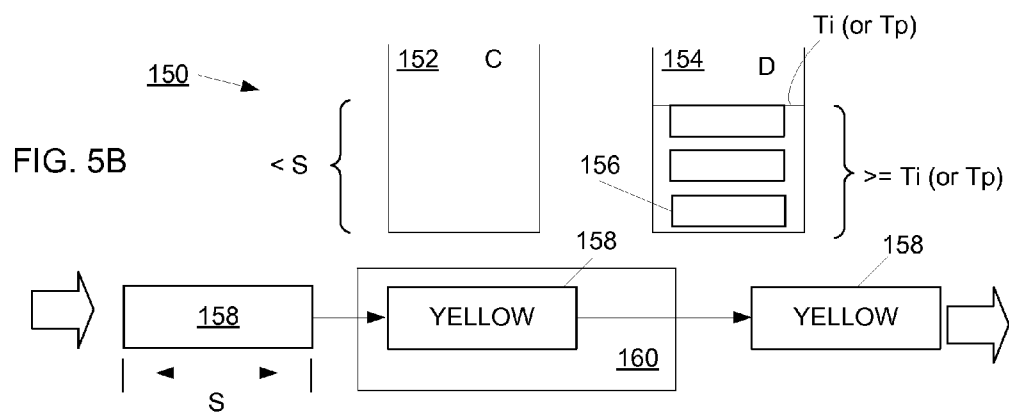 Ti (or Tp)
152 C
154 D
150
FIG. 5B
< S
156
>= Ti (or Tp)
158
158
158
YELLOW
YELLOW
160
S